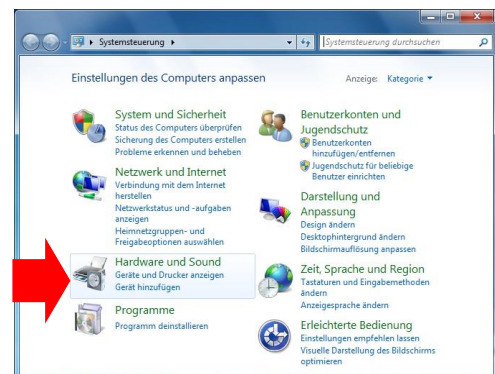 Systemsteuerung
Systemsteuerung durchsuchen
Einstellungen des Computers anpassen
Anzeige: Kategorie
System und Sicherheit
Status des Computers überprüfen
Sicherung des Computers erstellen
Probleme erkennen und beheben
Netzwerk und Internet
Verbindung mit dem Internet
herstellen
Netzwerkstatus und -aufgaben
anzeigen
Heimnetzgruppen- und
Freigabeoptionen auswählen
Hardware und Sound
Geräte und Drucker anzeigen
Gerät hinzufügen
Programme
Programm deinstallieren
Benutzerkonten und
Jugendschutz
Benutzerkonten
hinzufügen/entfernen
Jugendschutz für beliebige
Benutzer einrichten
Darstellung und
Anpassung
Design ändern
Desktophintergrund ändern
Bildschirmauflösung anpassen
Zeit, Sprache und Region
Tastaturen und Eingabemethoden
ändern
Anzeigesprache ändern
Erleichterte Bedienung
Einstellungen empfehlen lassen
Visuelle Darstellung des Bildschirms
optimieren